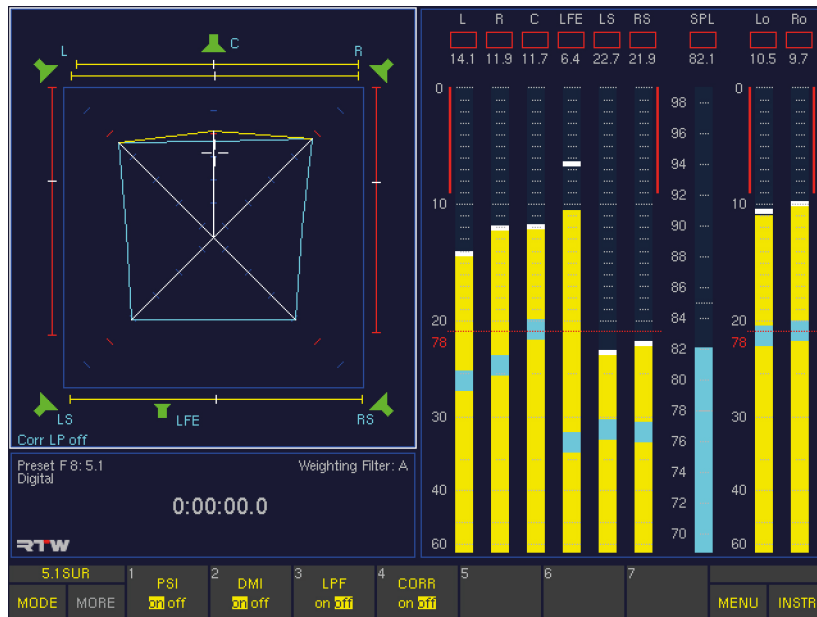 L R C LFE LS RS SPL Lo Ro
14.1 11.9 11.7 6.4 22.7 21.9 82.1 10.5 9.7
C
L
R
0 0
98
96
94
92
10 90 10
88
86
84
20 20
78 82 78
80
78
30 76 30
74
40 72 40
70
60 60
LS
LFE
RS
Corr LP off
Preset F 8: 5.1 Weighting Filter: A
Digital
0:00:00.0
RTW
5.1SUR 1 PSI 2 DMI 3 LPF 4 CORR 5 6 7
MODE MORE on off on off on off on off MENU INSTR